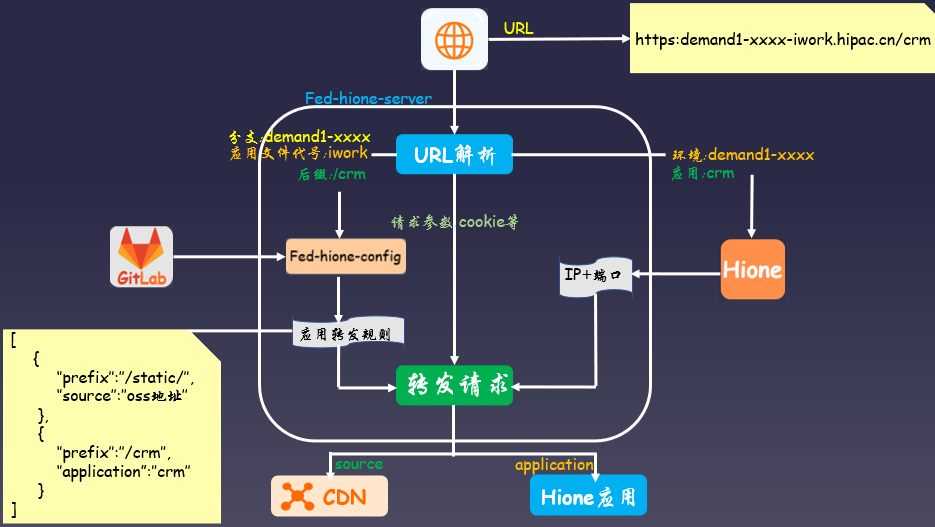 URL
https:demand1-xxxx-iwork.hipac.cn/crm
Fed-hione-server
分支:demand1-xxxx
应用文件代号:iwork
后缀:/crm
URL解析
环境:demand1-xxxx
应用:crm
请求参数 cookie等
GitLab
Fed-hione-config
IP+端口
Hione
应用转发规则
[
{
"prefix":"/static/",
"source":"oss地址"
},
{
"prefix":"/crm",
"application":"crm"
}
]
转发请求
source
application
CDN
Hione应用